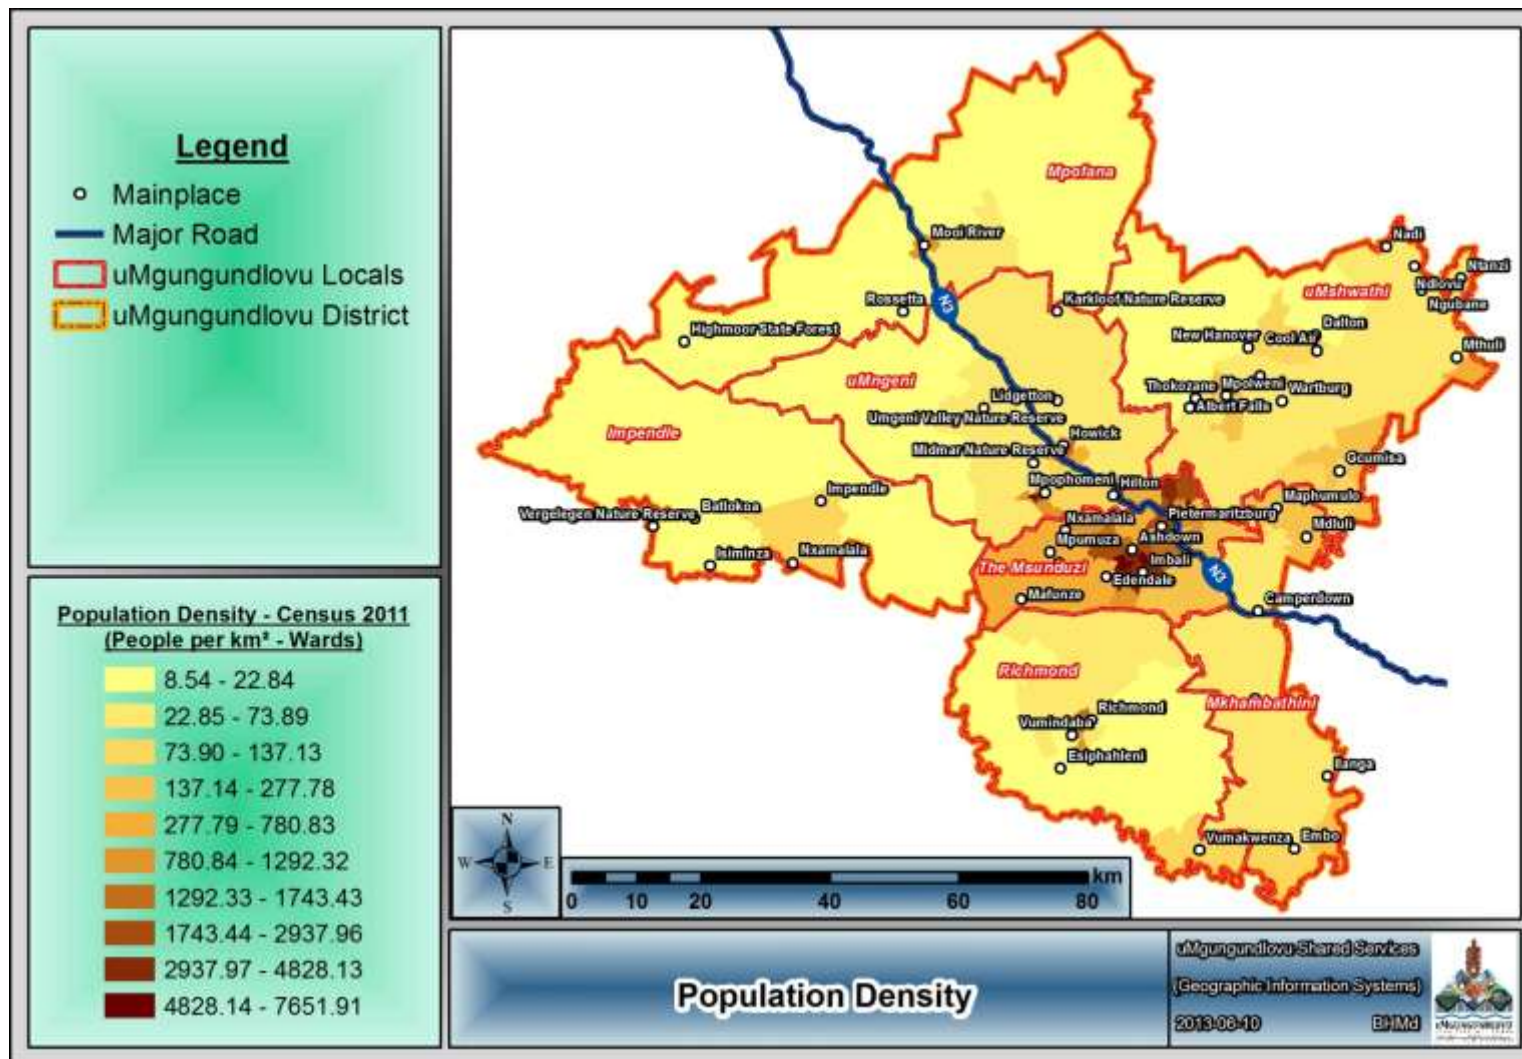 Legend
Mainplace
Major Road
uMgungundlovu Locals
uMgungundlovu District
Population Density - Census 2011
(People per km² - Wards)
8.54 - 22.84
22.85 - 73.89
73.90 - 137.13
137.14 - 277.78
277.79 - 780.83
780.84 - 1292.32
1292.33 - 1743.43
1743.44 - 2937.96
2937.97 - 4828.13
4828.14 - 7651.91
Mpofana
Mooi River
Nadi
Ntanzi
Ndlovu
Ngubane
uMshwathi
Rossetta
N3
Karkloof Nature Reserve
Highmoor State Forest
New Hanover
Cool Air
Dalton
Mthuli
uMngeni
Lidgetton
Thokozane
Mpolweni
Wartburg
Albert Falls
Umgeni Valley Nature Reserve
Impendle
Howick
Midmar Nature Reserve
Gcumisa
Mpophomeni
Hilton
Maphumulo
Impendle
Batlokoa
Vergelegen Nature Reserve
Nxamalala
Pietermaritzburg
Mdluli
Mpumuza
Ashdown
Isiminza
Nxamalala
The Msunduzi
Imbali
Edendale
N3
Mafunze
Camperdown
Richmond
Mkhambathini
Richmond
Vumindaba
Esiphahleni
Ilanga
Vumakwenza
Embo
N
W
E
S
km
0
10
20
40
60
80
Population Density
uMgungundlovu-Shared Services
(Geographic Information Systems)
2013-06-10
BHMd
uMGUNGUNDLOVU